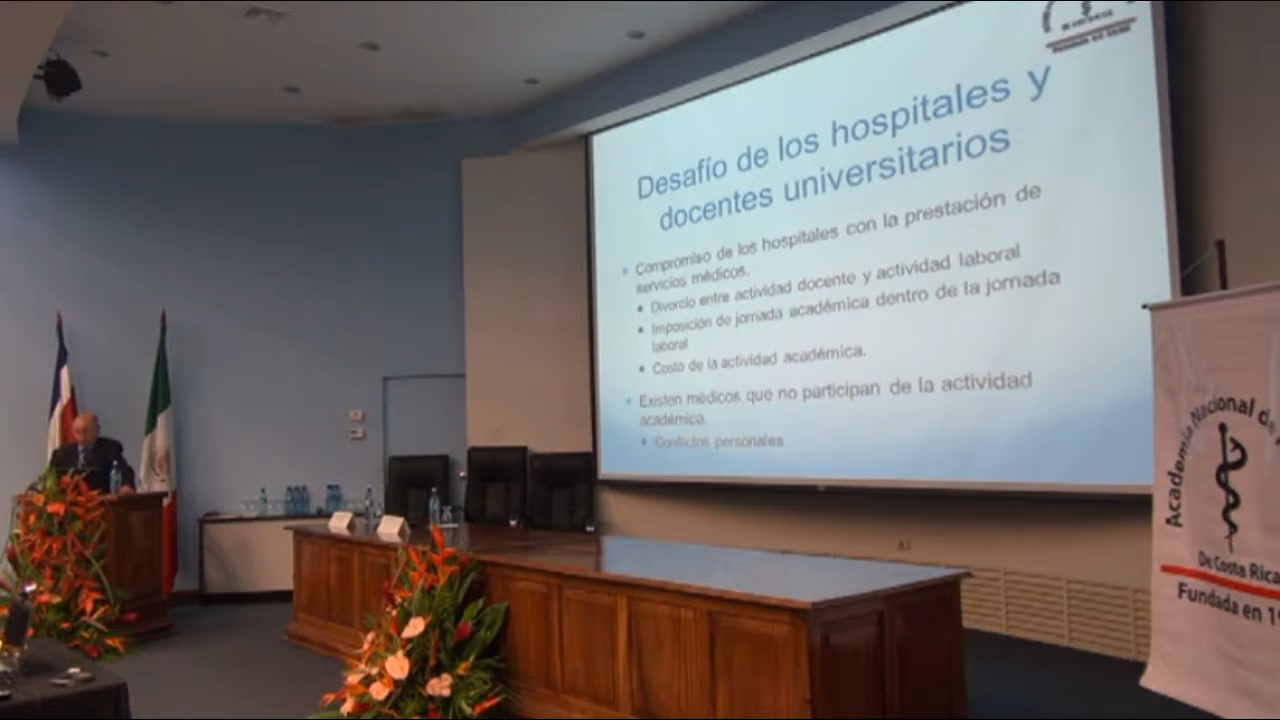 Desafío de los hospitales y
docentes universitarios
Compromiso de los hospitales con la prestación de
servicios médicos.
Divorcio entre actividad docente y actividad laboral
Imposición de jornada académica dentro de la jornada
laboral
Costo de la actividad académica.
Existen médicos que no participan de la actividad
académica.
Conflictos personales
Academia Nacional de
De Costa Rica
Fundada en